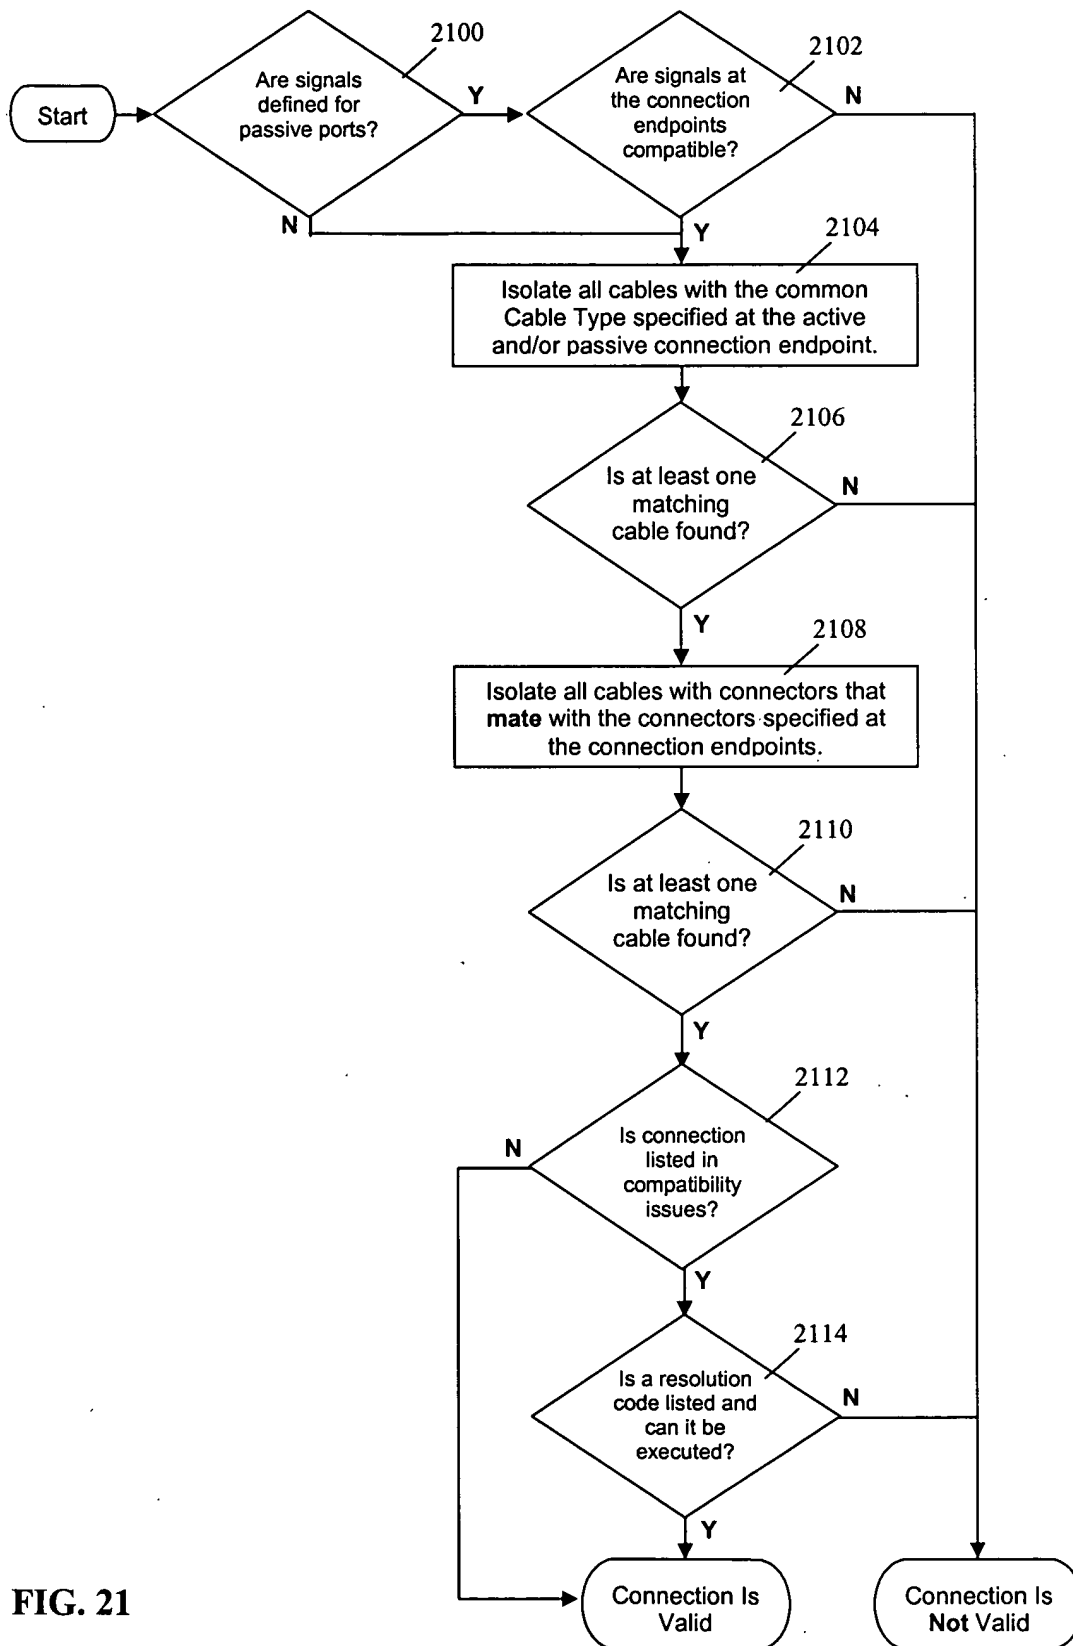 2100
2102
Are signals
defined for
passive ports?
Are signals at
the connection
endpoints
compatible?
Start
Y
N
N
Y
2104
Isolate all cables with the common
Cable Type specified at the active
and/or passive connection endpoint.
2106
Is at least one
matching
cable found?
N
Y
2108
Isolate all cables with connectors that
mate with the connectors specified at
the connection endpoints.
2110
Is at least one
matching
cable found?
N
Y
2112
N
Is connection
listed in
compatibility
issues?
Y
2114
Is a resolution
code listed and
can it be
executed?
N
Y
Connection Is
Valid
Connection Is
Not Valid
FIG. 21